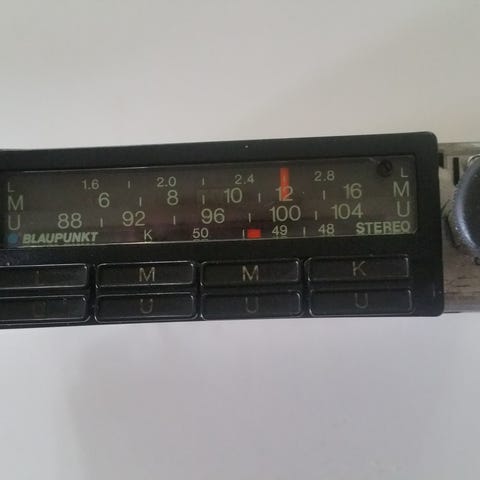 L 1.6 2.0 2.4 2.8 L
M 6 8 10 12 16 M
U 88 92 96 100 104 U
BLAUPUNKT K 50 49 48 STEREO
M M K
U U U